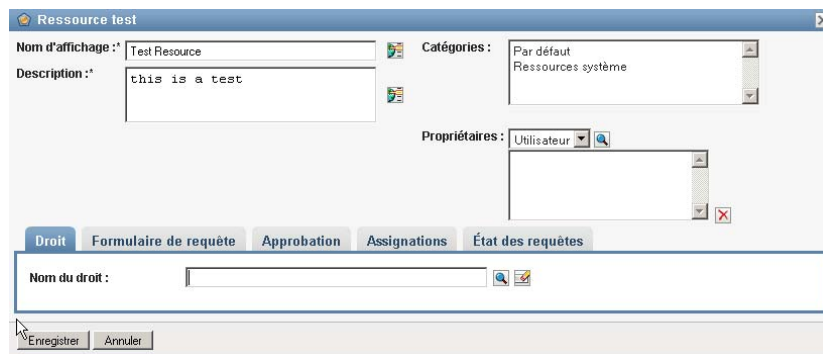 Ressource test
Nom d'affichage :*
Test Resource
Description :*
this is a test
Catégories :
Par défaut
Ressources système
Propriétaires :
Utilisateur
Droit
Formulaire de requête
Approbation
Assignations
État des requêtes
Nom du droit :
Enregistrer
Annuler